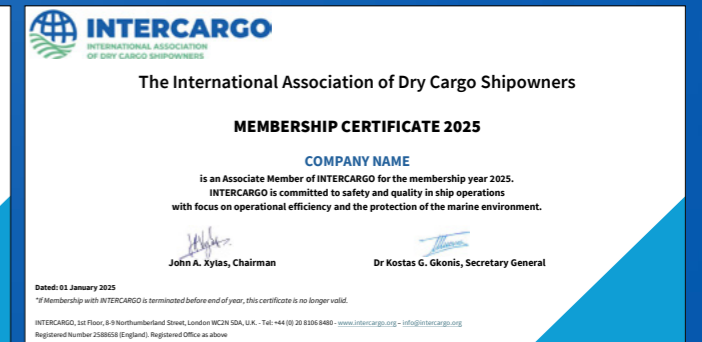 INTERCARGO
INTERNATIONAL ASSOCIATION
OF DRY CARGO SHIPOWNERS
The International Association of Dry Cargo Shipowners
MEMBERSHIP CERTIFICATE 2025
COMPANY NAME
is an Associate Member of INTERCARGO for the membership year 2025.
INTERCARGO is committed to safety and quality in ship operations
with focus on operational efficiency and the protection of the marine environment.
John A. Xylas, Chairman
Dr Kostas G. Gkonis, Secretary General
Dated: 01 January 2025
"If Membership with INTERCARGO is terminated before end of year, this certificate is no longer valid.
INTERCARGO, 1st Floor, 8-9 Northumberland Street, London WC2N 5DA, U.K. - Tel: +44 (0) 20 8106 8480 - www.intercargo.org – info@intercargo.org
Registered Number 2588658 (England). Registered Office as above